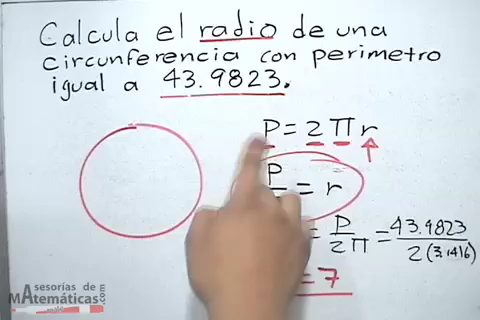 Calcula el radio de una
circunferencia con perimetro
igual a 43.9823.
P = 2 π r
P = r
= P/2π = 43.9823/2(3.1416)
= 7
Asesorías de
Matemáticas.com